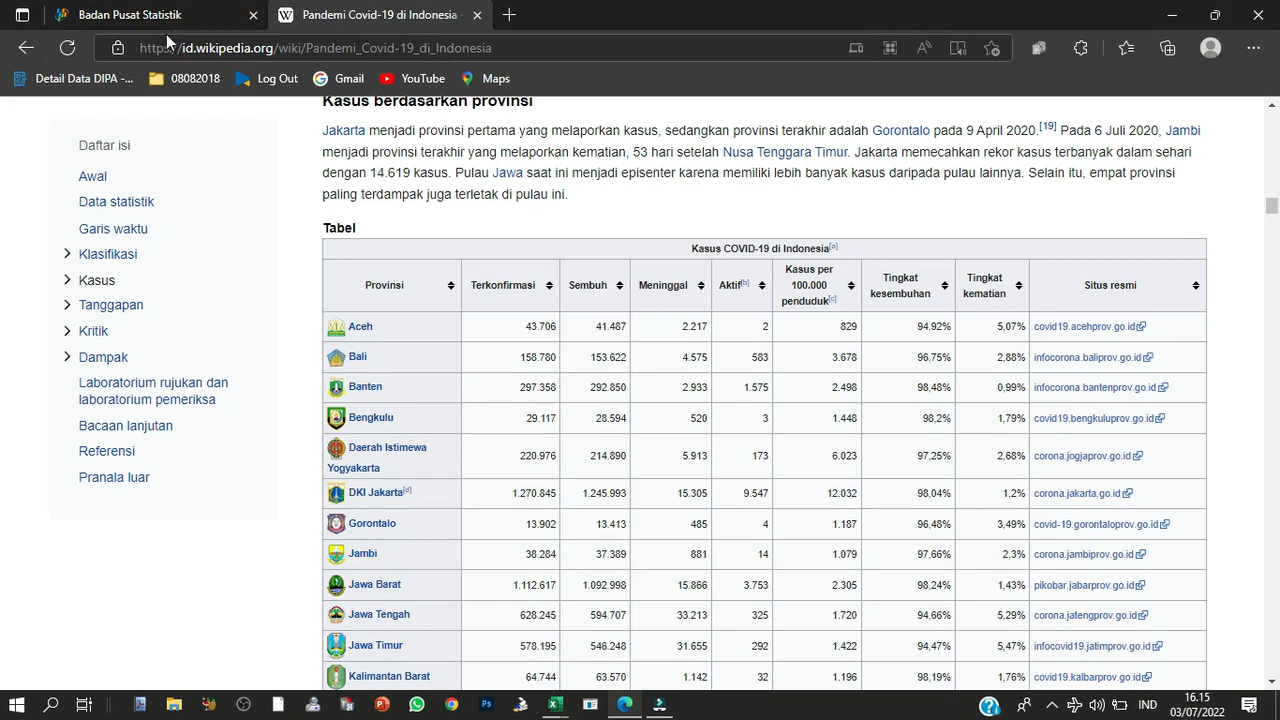 Badan Pusat Statistik
Pandemi Covid-19 di Indonesia
https://id.wikipedia.org/wiki/Pandemi_Covid-19_di_Indonesia
Detail Data DIPA -... 08082018 Log Out Gmail YouTube Maps
Daftar isi
Awal
Data statistik
Garis waktu
Klasifikasi
Kasus
Tanggapan
Kritik
Dampak
Laboratorium rujukan dan
laboratorium pemeriksa
Bacaan lanjutan
Referensi
Pranala luar
Kasus berdasarkan provinsi
Jakarta menjadi provinsi pertama yang melaporkan kasus, sedangkan provinsi terakhir adalah Gorontalo pada 9 April 2020.[19] Pada 6 Juli 2020, Jambi
menjadi provinsi terakhir yang melaporkan kematian, 53 hari setelah Nusa Tenggara Timur. Jakarta memecahkan rekor kasus terbanyak dalam sehari
dengan 14.619 kasus. Pulau Jawa saat ini menjadi episenter karena memiliki lebih banyak kasus daripada pulau lainnya. Selain itu, empat provinsi
paling terdampak juga terletak di pulau ini.
Tabel
Kasus COVID-19 di Indonesia[a]
Provinsi Terkonfirmasi Sembuh Meninggal Aktif[b] Kasus per 100.000 penduduk[c] Tingkat kesembuhan Tingkat kematian Situs resmi
Aceh 43.706 41.487 2.217 2 829 94,92% 5,07% covid19.acehprov.go.id
Bali 158.780 153.622 4.575 583 3.678 96,75% 2,88% infocorona.baliprov.go.id
Banten 297.358 292.850 2.933 1.575 2.498 98,48% 0,99% infocorona.bantenprov.go.id
Bengkulu 29.117 28.594 520 3 1.448 98,2% 1,79% covid19.bengkuluprov.go.id
Daerah Istimewa Yogyakarta 220.976 214.890 5.913 173 6.023 97,25% 2,68% corona.jogjaprov.go.id
DKI Jakarta[d] 1.270.845 1.245.993 15.305 9.547 12.032 98,04% 1,2% corona.jakarta.go.id
Gorontalo 13.902 13.413 485 4 1.187 96,48% 3,49% covid-19.gorontaloprov.go.id
Jambi 38.284 37.389 881 14 1.079 97,66% 2,3% corona.jambiprov.go.id
Jawa Barat 1.112.617 1.092.998 15.866 3.753 2.305 98,24% 1,43% pikobar.jabarprov.go.id
Jawa Tengah 628.245 594.707 33.213 325 1.720 94,66% 5,29% corona.jatengprov.go.id
Jawa Timur 578.195 546.248 31.655 292 1.422 94,47% 5,47% infocovid19.jatimprov.go.id
Kalimantan Barat 64.744 63.570 1.142 32 1.196 98,19% 1,76% covid19.kalbarprov.go.id
IND
16.15
03/07/2022